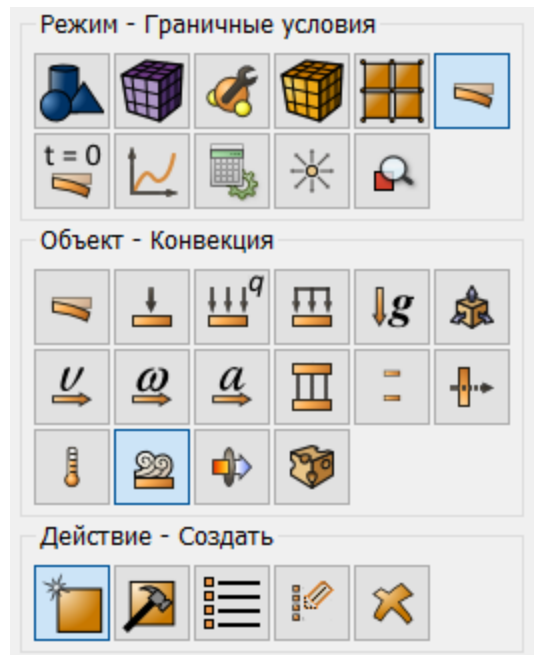 Режим - Граничные условия
t = 0
Объект - Конвекция
q
g
υ ω a
Действие - Создать